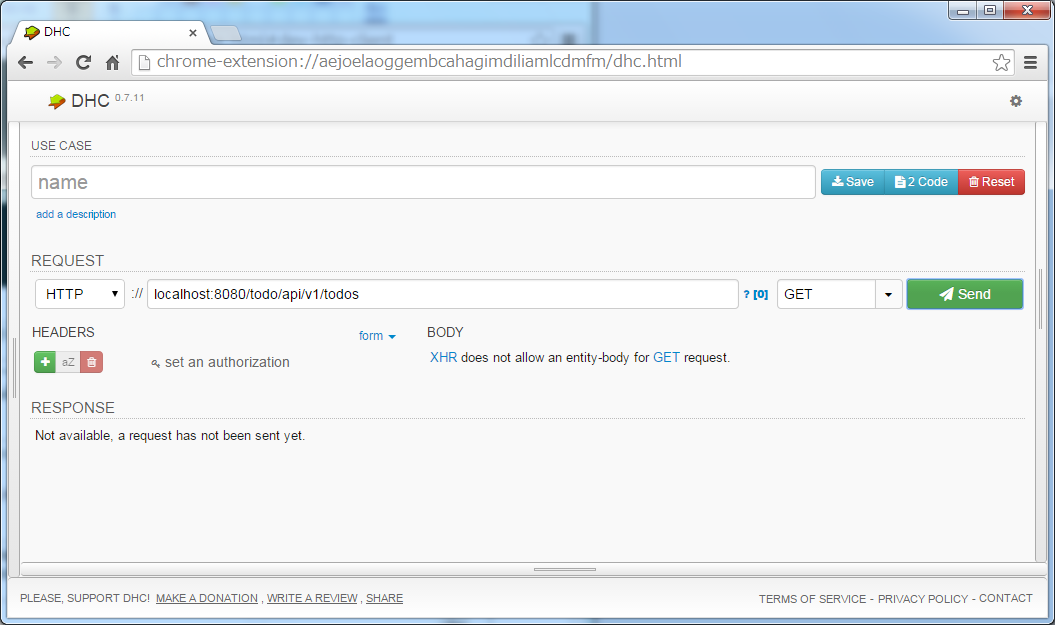 DHC
chrome-extension://aejoelaoggembcahagimdiliamlcdmfm/dhc.html
DHC 0.7.11
USE CASE
name
Save 2 Code Reset
add a description
REQUEST
HTTP :// localhost:8080/todo/api/v1/todos ? [0] GET Send
HEADERS form BODY
aZ set an authorization XHR does not allow an entity-body for GET request.
RESPONSE
Not available, a request has not been sent yet.
PLEASE, SUPPORT DHC! MAKE A DONATION , WRITE A REVIEW , SHARE TERMS OF SERVICE - PRIVACY POLICY - CONTACT